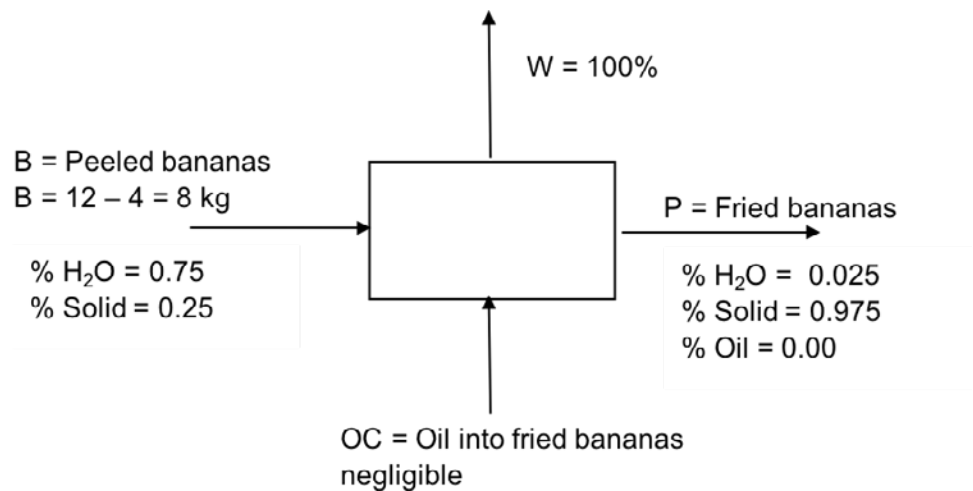 W = 100%
B = Peeled bananas
B = 12 – 4 = 8 kg
P = Fried bananas
% H₂O = 0.75
% Solid = 0.25
% H₂O = 0.025
% Solid = 0.975
% Oil = 0.00
OC = Oil into fried bananas
negligible